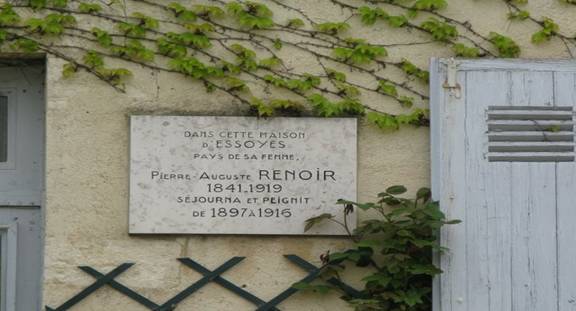 DANS CETTE MAISON
D'ESSOYES
PAYS DE SA FEMME,
PIERRE-AUGUSTE RENOIR
1841.1919
SÉJOURNA ET PEIGNIT
DE 1897 À 1916